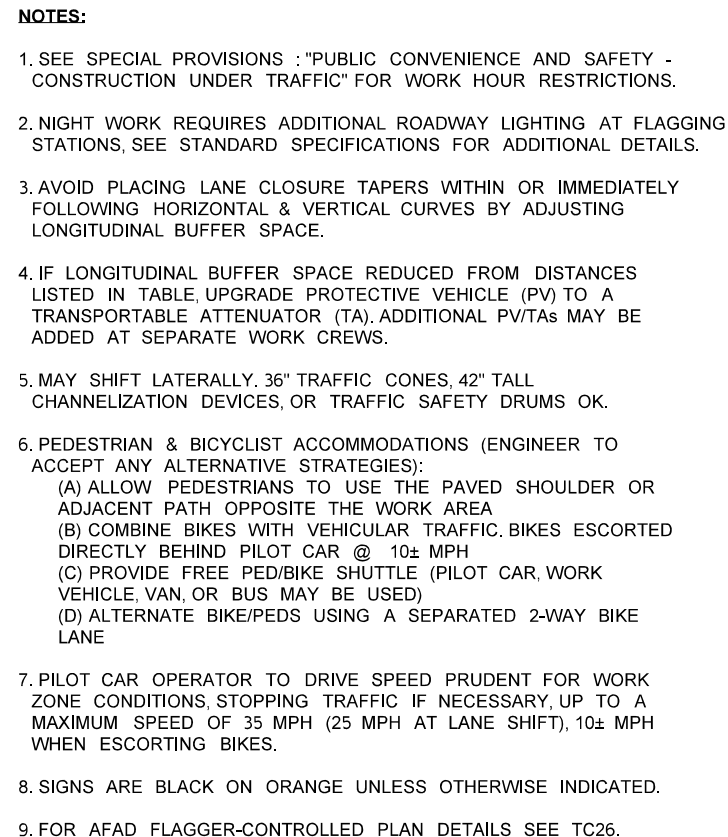 NOTES:
1. SEE SPECIAL PROVISIONS : "PUBLIC CONVENIENCE AND SAFETY -
CONSTRUCTION UNDER TRAFFIC" FOR WORK HOUR RESTRICTIONS.
2. NIGHT WORK REQUIRES ADDITIONAL ROADWAY LIGHTING AT FLAGGING
STATIONS, SEE STANDARD SPECIFICATIONS FOR ADDITIONAL DETAILS.
3. AVOID PLACING LANE CLOSURE TAPERS WITHIN OR IMMEDIATELY
FOLLOWING HORIZONTAL & VERTICAL CURVES BY ADJUSTING
LONGITUDINAL BUFFER SPACE.
4. IF LONGITUDINAL BUFFER SPACE REDUCED FROM DISTANCES
LISTED IN TABLE, UPGRADE PROTECTIVE VEHICLE (PV) TO A
TRANSPORTABLE ATTENUATOR (TA). ADDITIONAL PV/TAs MAY BE
ADDED AT SEPARATE WORK CREWS.
5. MAY SHIFT LATERALLY. 36" TRAFFIC CONES, 42" TALL
CHANNELIZATION DEVICES, OR TRAFFIC SAFETY DRUMS OK.
6. PEDESTRIAN & BICYCLIST ACCOMMODATIONS (ENGINEER TO
ACCEPT ANY ALTERNATIVE STRATEGIES):
(A) ALLOW PEDESTRIANS TO USE THE PAVED SHOULDER OR
ADJACENT PATH OPPOSITE THE WORK AREA
(B) COMBINE BIKES WITH VEHICULAR TRAFFIC. BIKES ESCORTED
DIRECTLY BEHIND PILOT CAR @ 10± MPH
(C) PROVIDE FREE PED/BIKE SHUTTLE (PILOT CAR, WORK
VEHICLE, VAN, OR BUS MAY BE USED)
(D) ALTERNATE BIKE/PEDS USING A SEPARATED 2-WAY BIKE
LANE
7. PILOT CAR OPERATOR TO DRIVE SPEED PRUDENT FOR WORK
ZONE CONDITIONS, STOPPING TRAFFIC IF NECESSARY, UP TO A
MAXIMUM SPEED OF 35 MPH (25 MPH AT LANE SHIFT), 10± MPH
WHEN ESCORTING BIKES.
8. SIGNS ARE BLACK ON ORANGE UNLESS OTHERWISE INDICATED.
9. FOR AFAD FLAGGER-CONTROLLED PLAN DETAILS SEE TC26.